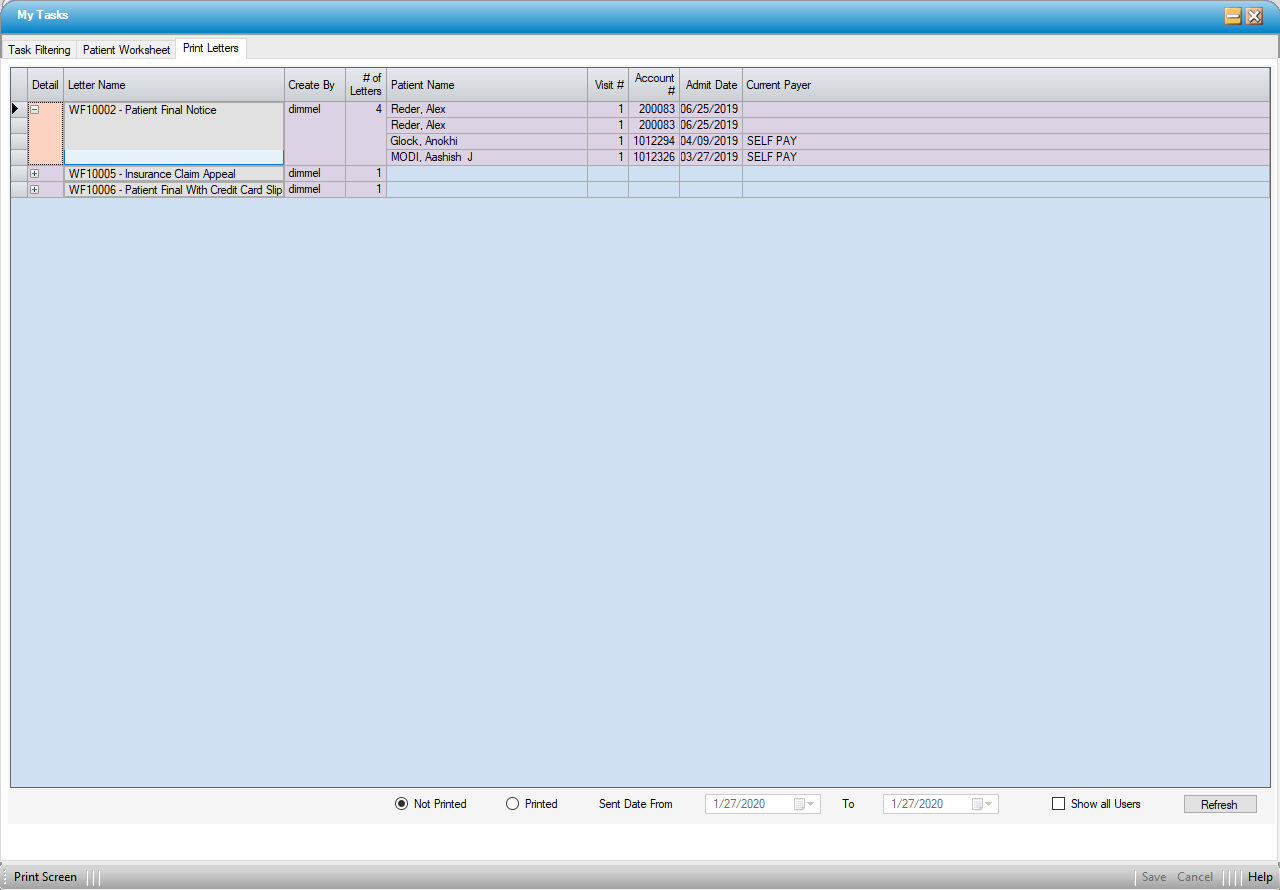 My Tasks
Task Filtering Patient Worksheet Print Letters
Detail Letter Name Create By # of Letters Patient Name Visit # Account # Admit Date Current Payer
WF10002 - Patient Final Notice dimmel 4 Reder, Alex 1 200083 06/25/2019
Reder, Alex 1 200083 06/25/2019
Glock, Anokhi 1 1012294 04/09/2019 SELF PAY
MODI, Aashish J 1 1012326 03/27/2019 SELF PAY
WF10005 - Insurance Claim Appeal dimmel 1
WF10006 - Patient Final With Credit Card Slip dimmel 1
Not Printed Printed Sent Date From 1/27/2020 To 1/27/2020 Show all Users Refresh
Print Screen Save Cancel Help